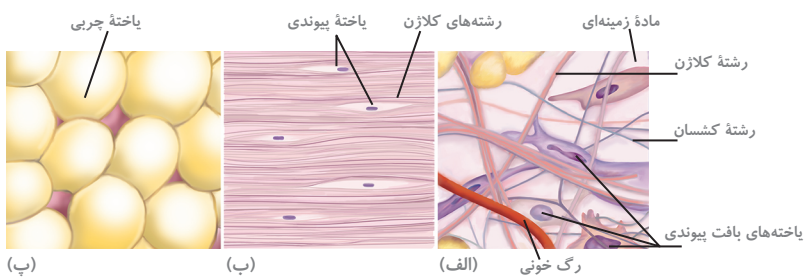 مادهٔ زمینه‌ای
رشتهٔ کلاژن
رشتهٔ کشسان
یاخته‌های بافت پیوندی
رگ خونی
(الف)
رشته‌های کلاژن
یاختهٔ پیوندی
(ب)
یاختهٔ چربی
(پ)